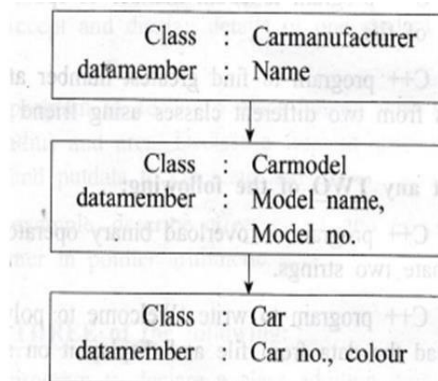 Class : Carmanufacturer
datamember : Name
Class : Carmodel
datamember : Model name,
Model no.
Class : Car
datamember : Car no., colour